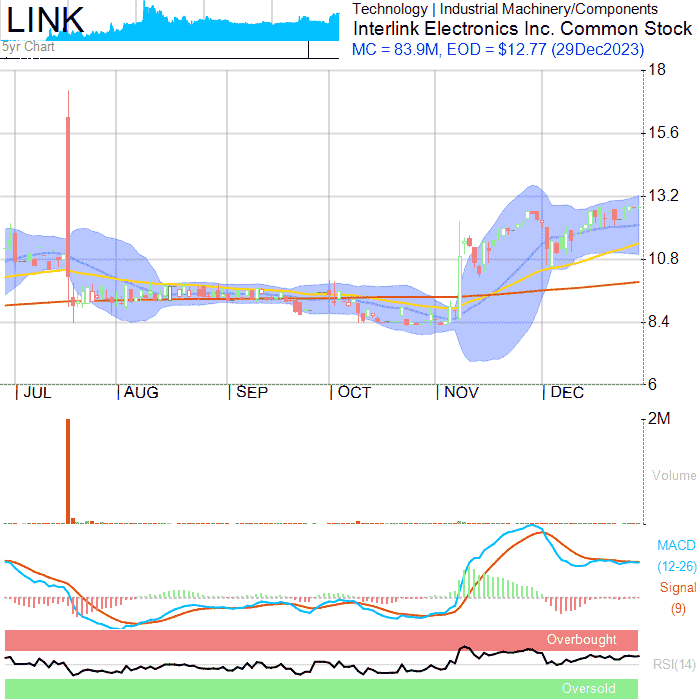 LINK
5yr Chart
Technology | Industrial Machinery/Components
Interlink Electronics Inc. Common Stock
MC = 83.9M, EOD = $12.77 (29Dec2023)
18
15.6
13.2
10.8
8.4
6
| JUL | AUG | SEP | OCT | NOV | DEC
2M
Volume
MACD
(12-26)
Signal
(9)
Overbought
RSI(14)
Oversold